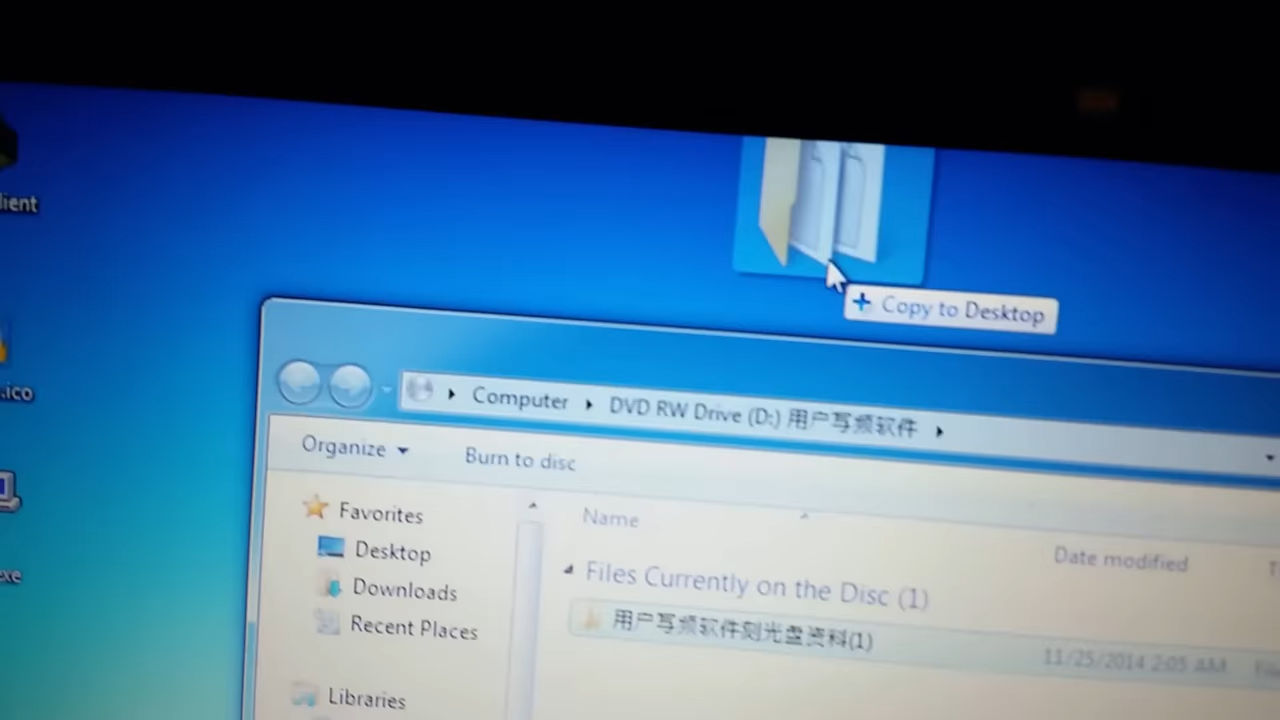 lient
Copy to Desktop
.ico
Computer
DVD RW Drive (D:) 用户写频软件
Organize
Burn to disc
Name
Date modified
Favorites
Files Currently on the Disc (1)
Desktop
exe
Downloads
用户写频软件刻光盘资料(1)
11/25/2014 2:05 AM
Recent Places
Libraries